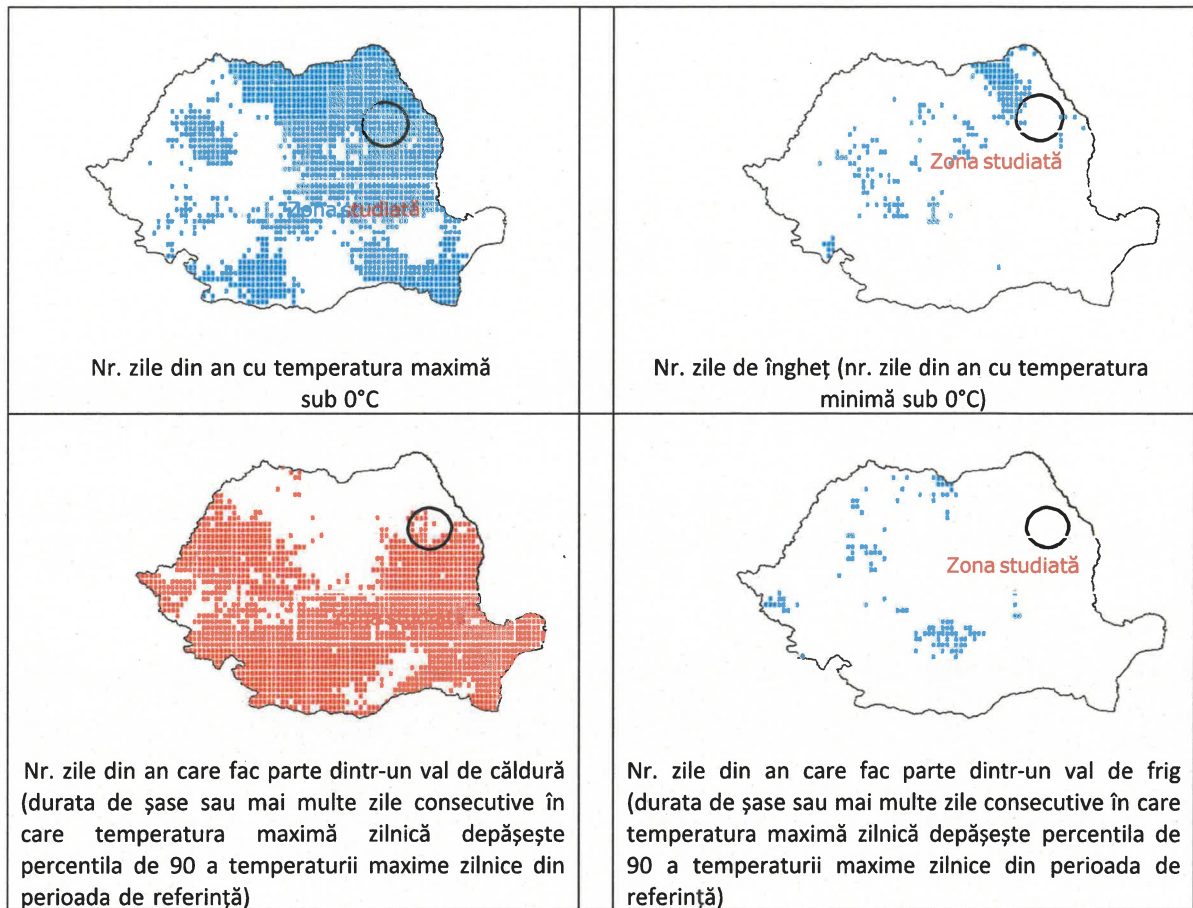 Zona studiată
Nr. zile din an cu temperatura maximă
sub 0°C
Zona studiată
Nr. zile de îngheț (nr. zile din an cu temperatura
minimă sub 0°C)
Nr. zile din an care fac parte dintr-un val de căldură
(durata de șase sau mai multe zile consecutive în
care temperatura maximă zilnică depășește
percentila de 90 a temperaturii maxime zilnice din
perioada de referință)
Zona studiată
Nr. zile din an care fac parte dintr-un val de frig
(durata de șase sau mai multe zile consecutive în care
temperatura maximă zilnică depășește percentila de
90 a temperaturii maxime zilnice din perioada de
referință)